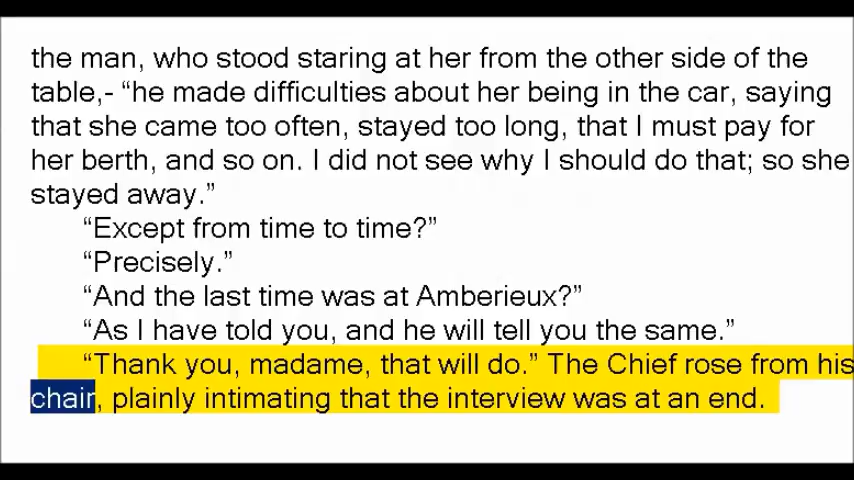 the man, who stood staring at her from the other side of the
table,- “he made difficulties about her being in the car, saying
that she came too often, stayed too long, that I must pay for
her berth, and so on. I did not see why I should do that; so she
stayed away.”
“Except from time to time?”
“Precisely.”
“And the last time was at Amberieux?”
“As I have told you, and he will tell you the same.”
“Thank you, madame, that will do.” The Chief rose from his
chair, plainly intimating that the interview was at an end.